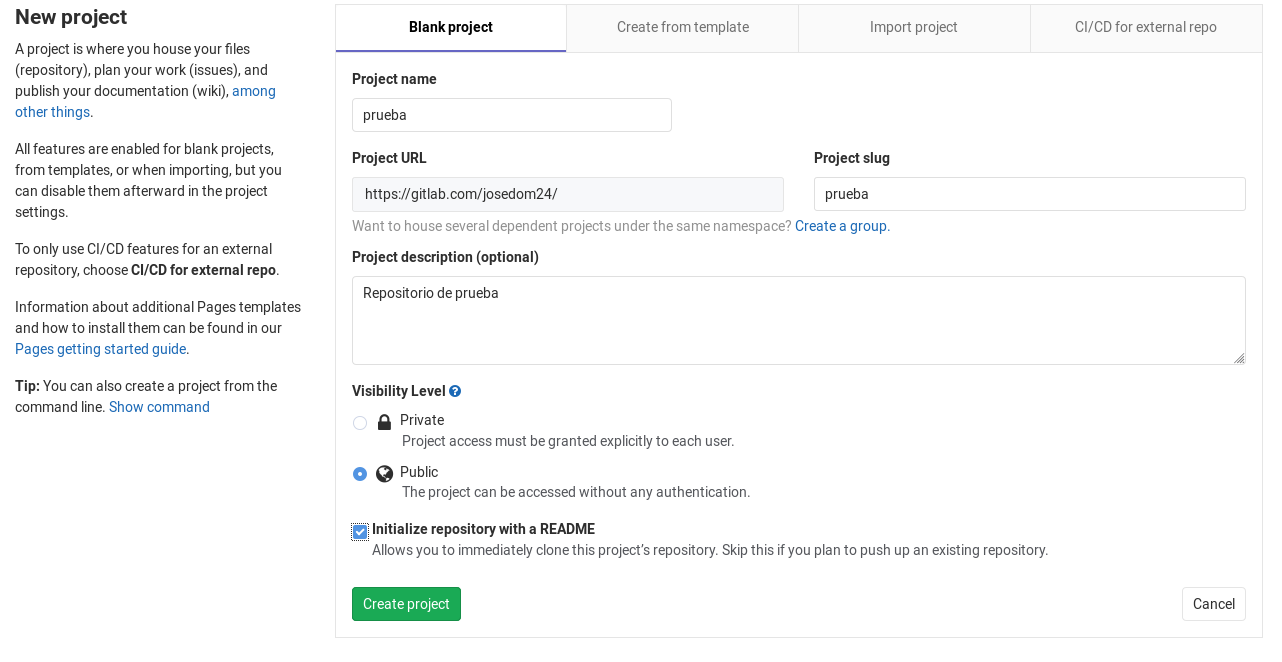 New project
A project is where you house your files
(repository), plan your work (issues), and
publish your documentation (wiki), among
other things.
All features are enabled for blank projects,
from templates, or when importing, but you
can disable them afterward in the project
settings.
To only use CI/CD features for an external
repository, choose CI/CD for external repo.
Information about additional Pages templates
and how to install them can be found in our
Pages getting started guide.
Tip: You can also create a project from the
command line. Show command
Blank project
Create from template
Import project
CI/CD for external repo
Project name
prueba
Project URL
Project slug
https://gitlab.com/josedom24/
prueba
Want to house several dependent projects under the same namespace? Create a group.
Project description (optional)
Repositorio de prueba
Visibility Level
Private
Project access must be granted explicitly to each user.
Public
The project can be accessed without any authentication.
Initialize repository with a README
Allows you to immediately clone this project’s repository. Skip this if you plan to push up an existing repository.
Create project
Cancel